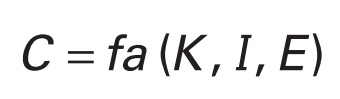 C = fa (K, I, E)